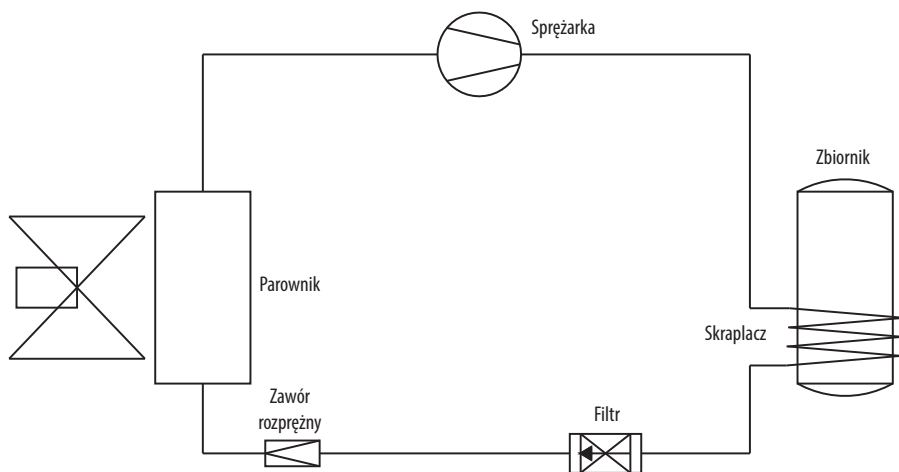 Sprężarka
Zbiornik
Parownik
Skraplacz
Zawór
rozprężny
Filtr